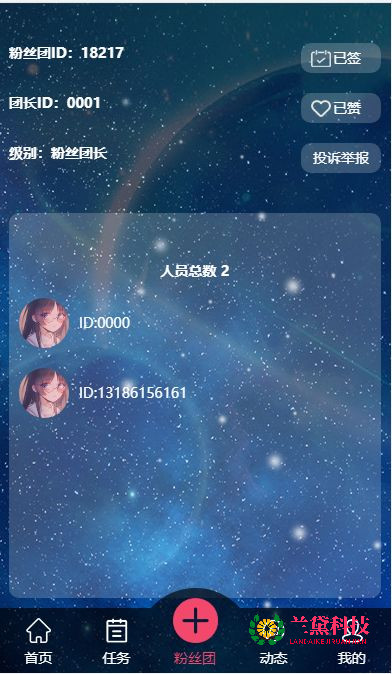 粉丝团ID：18217
已签
团长ID：0001
已赞
级别：粉丝团长
投诉举报
人员总数 2
ID:0000
ID:13186156161
兰黛科技
LANDAIKEJIRUANJIAN
首页
任务
粉丝团
动态
我的